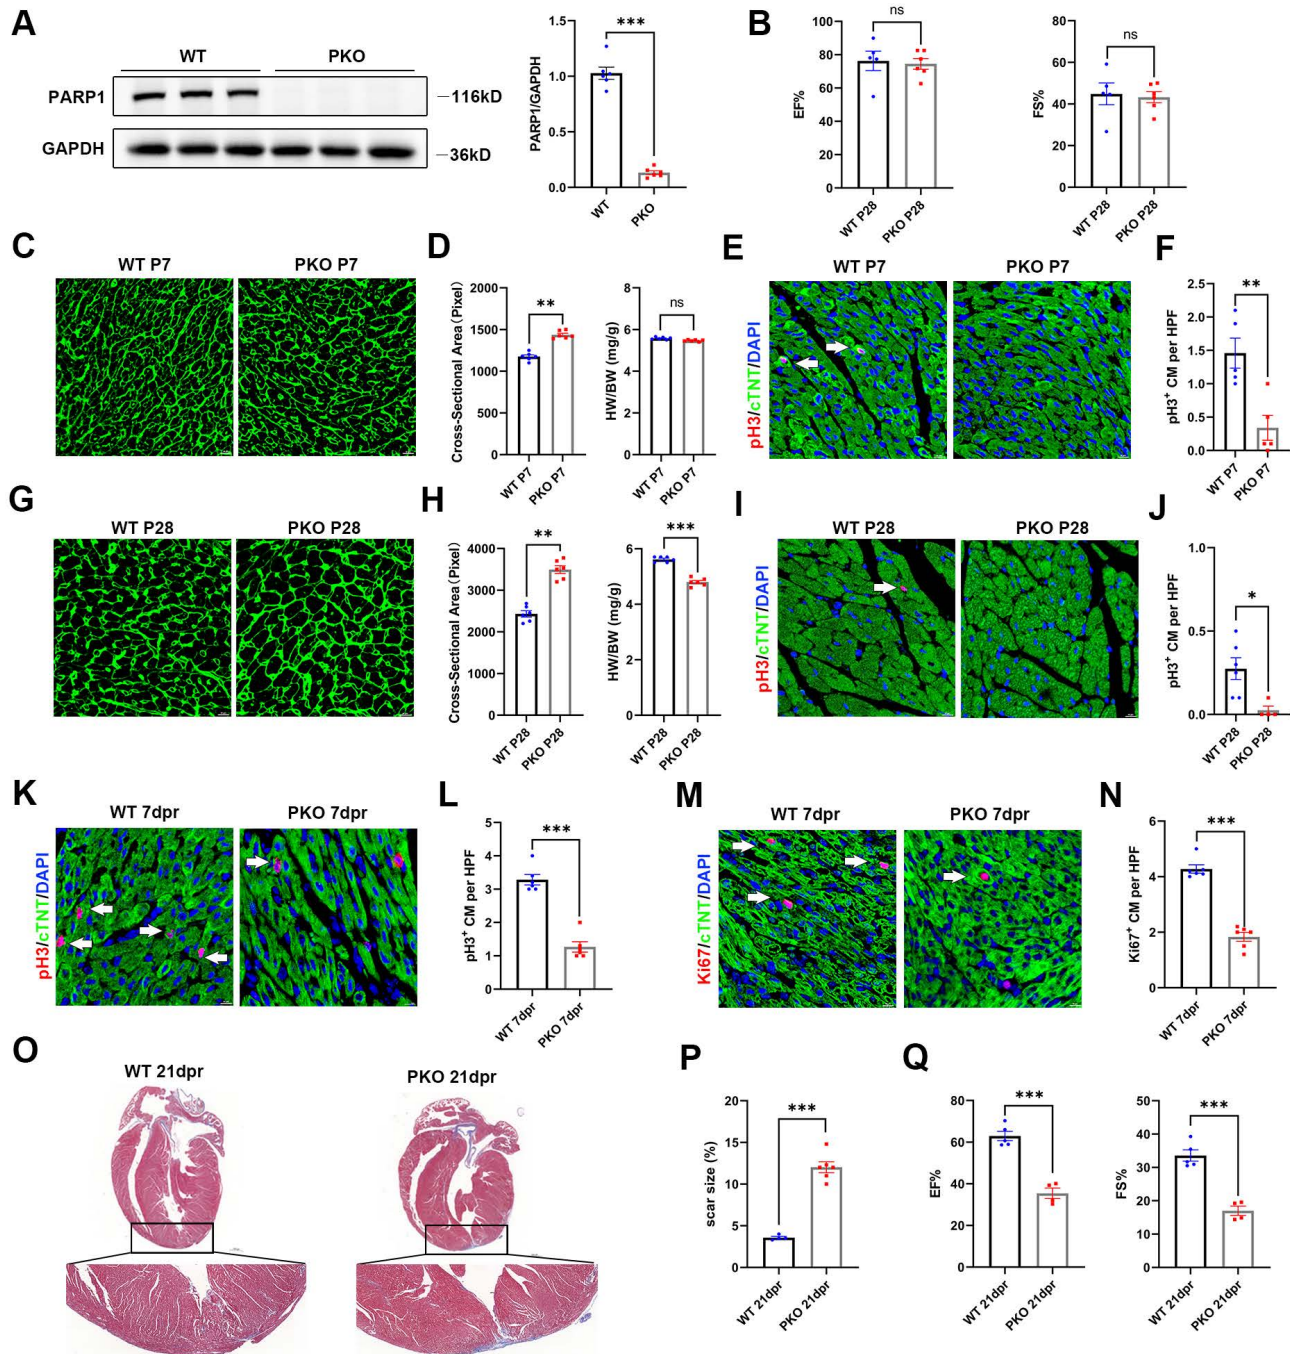 A
WT PKO
PARP1 —116kD
GAPDH —36kD
PARP1/GAPDH
1.5
1.0
0.5
0.0
***
WT
PKO
B
EF%
100
80
60
40
20
0
ns
WT P28
PKO P28
FS%
80
60
40
20
0
ns
WT P28
PKO P28
C
WT P7 PKO P7
D
Cross-Sectional Area(Pixel)
2000
1500
1000
500
0
**
WT P7
PKO P7
HW/BW (mg/g)
8
6
4
2
0
ns
WT P7
PKO P7
E
WT P7 PKO P7
pH3/cTNT/DAPI
F
pH3+ CM per HPF
2.5
2.0
1.5
1.0
0.5
0.0
**
WT P7
PKO P7
G
WT P28 PKO P28
H
Cross-Sectional Area(Pixel)
4000
3000
2000
1000
0
**
WT P28
PKO P28
HW/BW (mg/g)
6
4
2
0
***
WT P28
PKO P28
I
WT P28 PKO P28
pH3/cTNT/DAPI
J
pH3+ CM per HPF
1.0
0.5
0.0
*
WT P28
PKO P28
K
WT 7dpr PKO 7dpr
pH3/cTNT/DAPI
L
pH3+ CM per HPF
5
4
3
2
1
0
***
WT 7dpr
PKO 7dpr
M
WT 7dpr PKO 7dpr
Ki67/cTNT/DAPI
N
Ki67+ CM per HPF
6
4
2
0
***
WT 7dpr
PKO 7dpr
O
WT 21dpr PKO 21dpr
P
scar size (%)
20
15
10
5
0
***
WT 21dpr
PKO 21dpr
Q
EF%
80
60
40
20
0
***
WT 21dpr
PKO 21dpr
FS%
50
40
30
20
10
0
***
WT 21dpr
PKO 21dpr